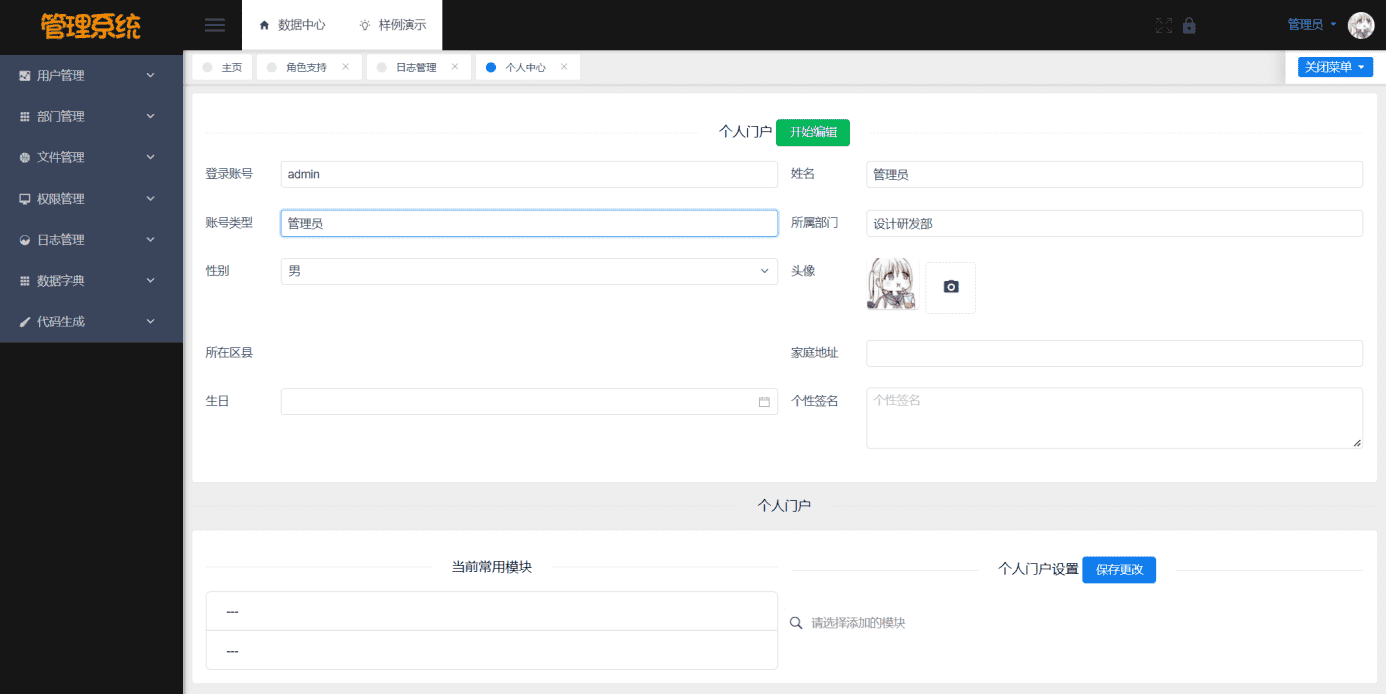 管理系统
数据中心
样例演示
管理员
用户管理
部门管理
文件管理
权限管理
日志管理
数据字典
代码生成
主页
角色支持
日志管理
个人中心
关闭菜单
个人门户 开始编辑
登录账号 admin
姓名 管理员
账号类型 管理员
所属部门 设计研发部
性别 男
头像
所在区县
家庭地址
生日
个性签名 个性签名
个人门户
当前常用模块
---
---
个人门户设置 保存更改
请选择添加的模块